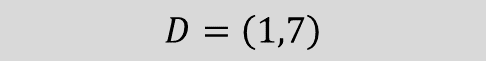 D = (1,7)